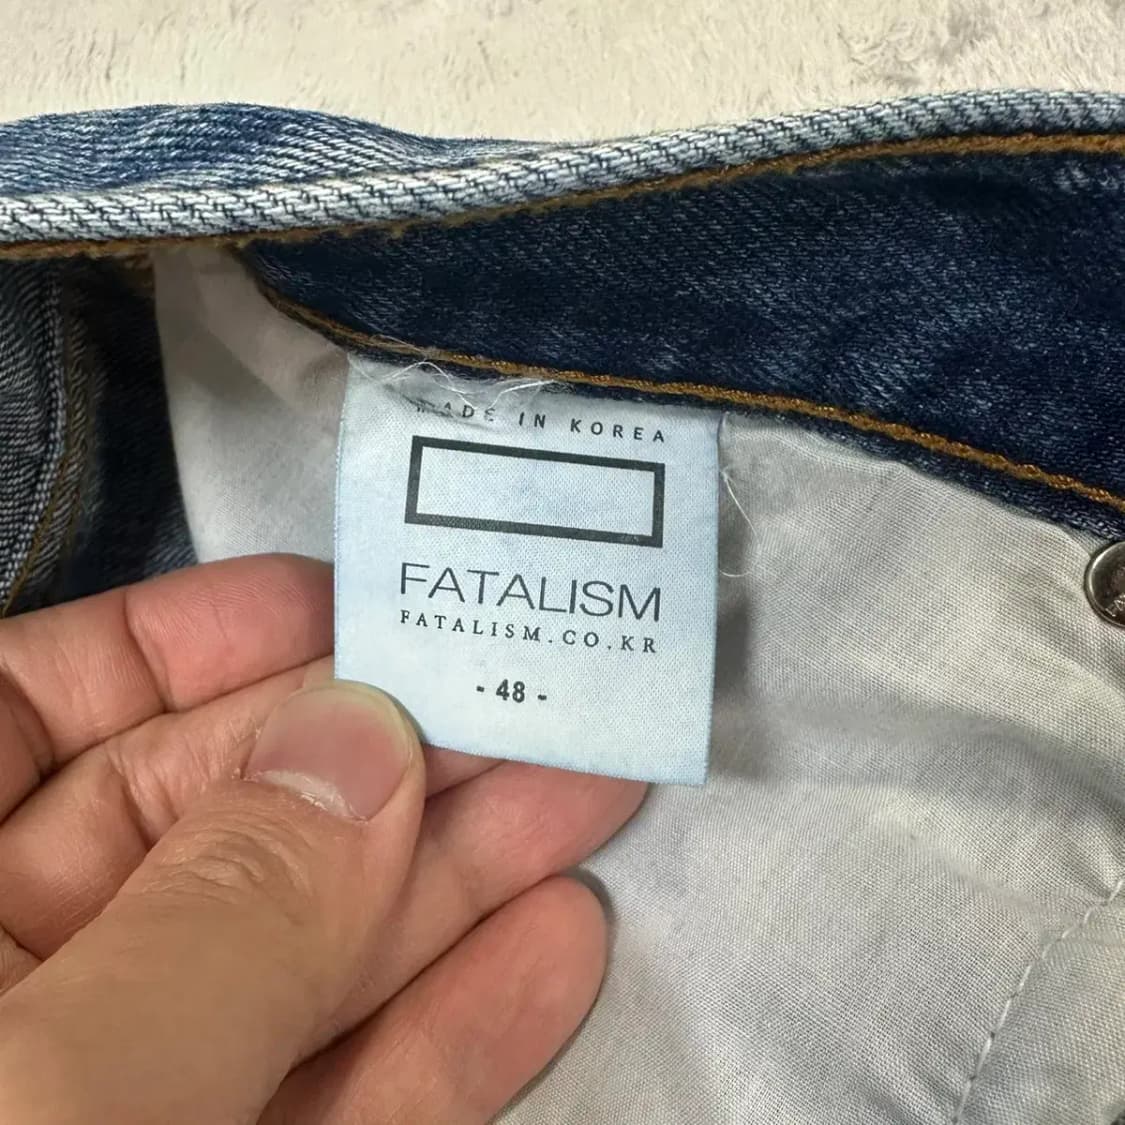 MADE IN KOREA
FATALISM
FATALISM.CO.KR
- 48 -